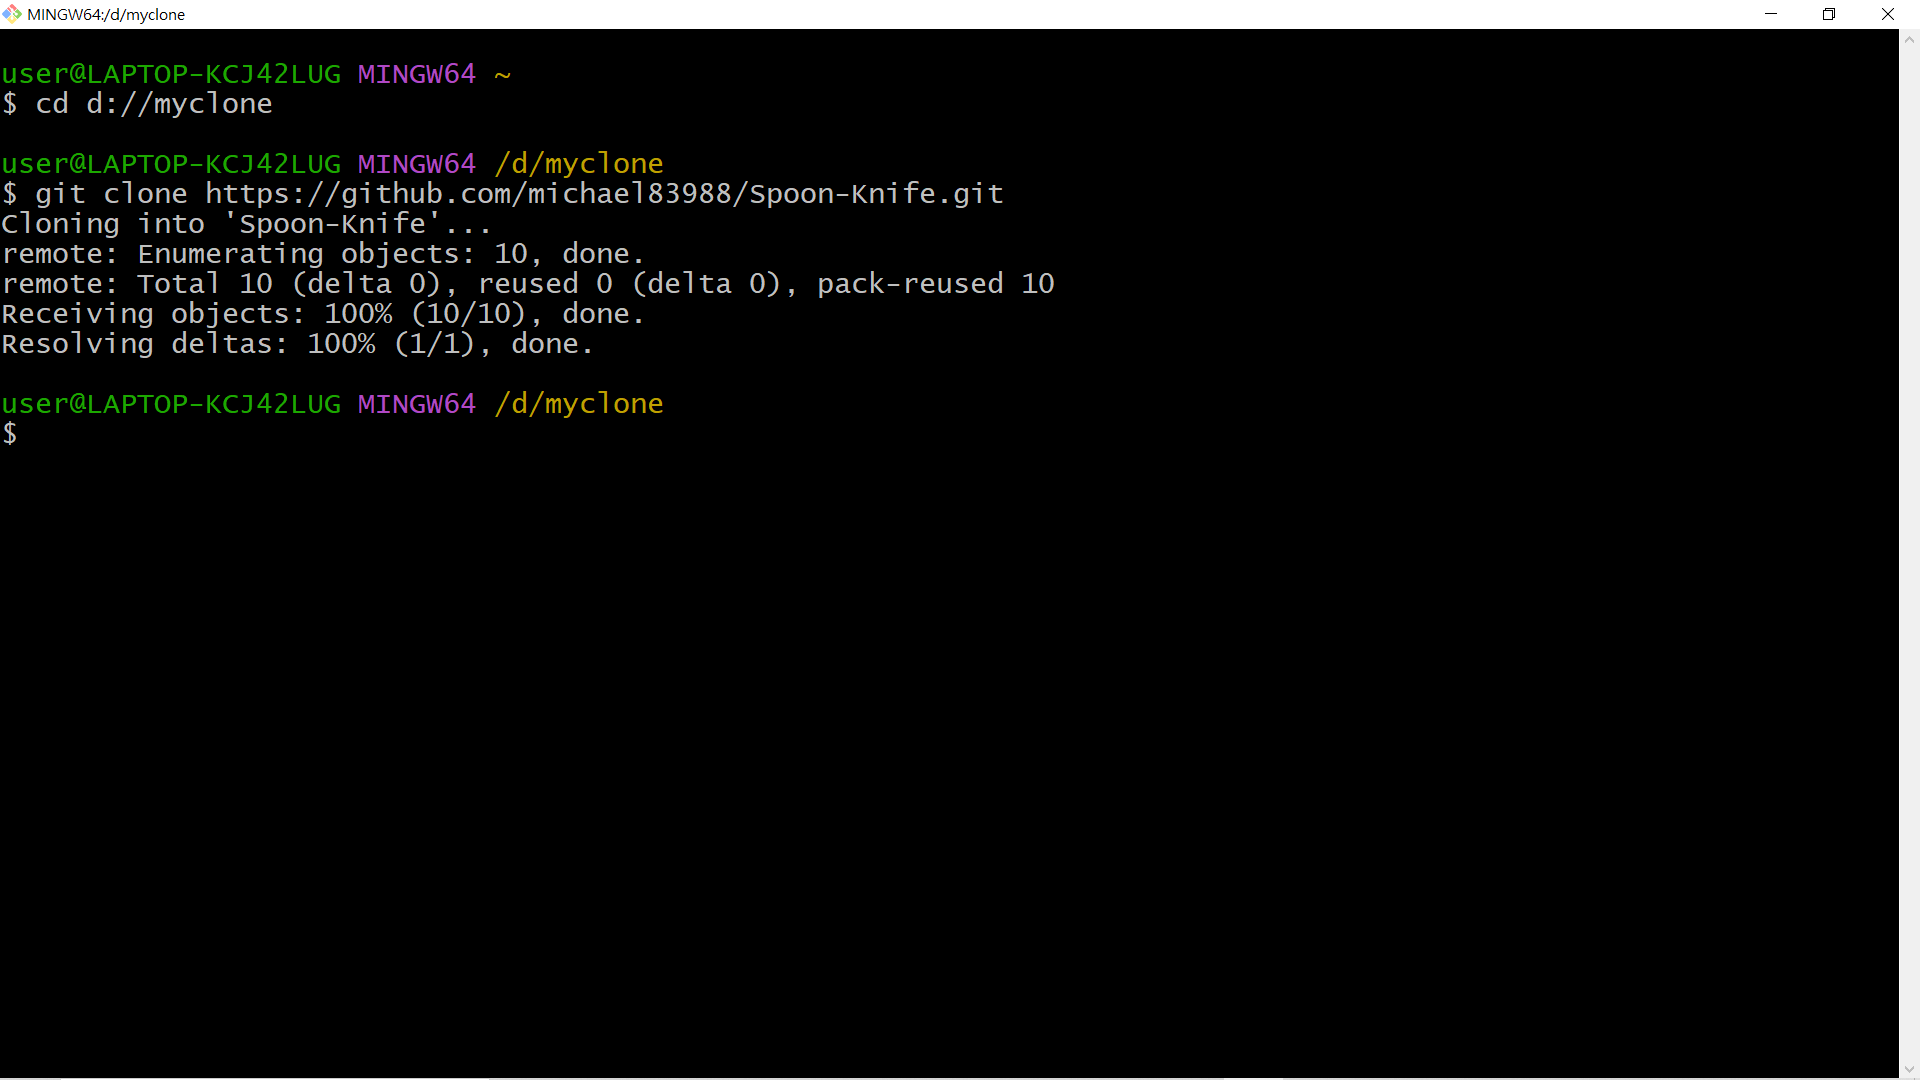 MINGW64:/d/myclone
user@LAPTOP-KCJ42LUG MINGW64 ~
$ cd d://myclone
user@LAPTOP-KCJ42LUG MINGW64 /d/myclone
$ git clone https://github.com/michael83988/Spoon-Knife.git
Cloning into 'Spoon-Knife'...
remote: Enumerating objects: 10, done.
remote: Total 10 (delta 0), reused 0 (delta 0), pack-reused 10
Receiving objects: 100% (10/10), done.
Resolving deltas: 100% (1/1), done.
user@LAPTOP-KCJ42LUG MINGW64 /d/myclone
$